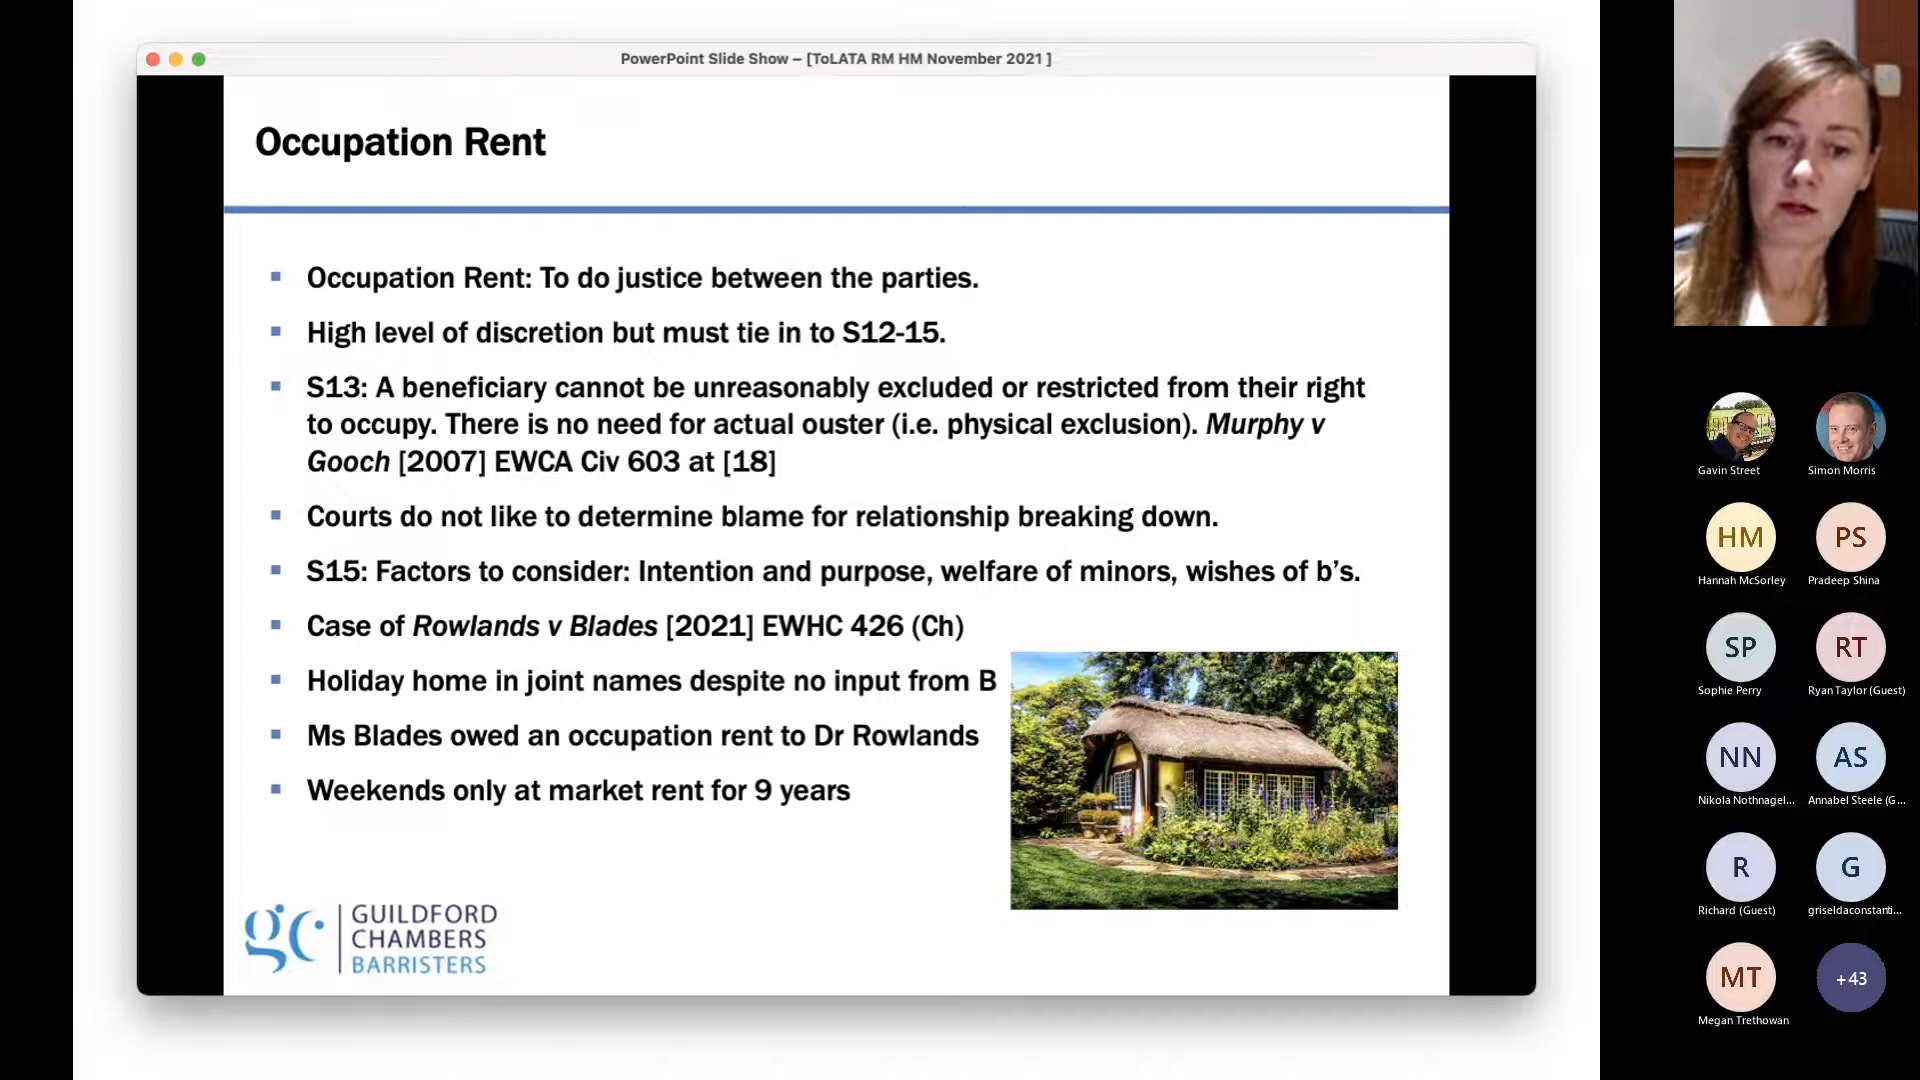 PowerPoint Slide Show – [ToLATA RM HM November 2021 ]
Occupation Rent
Occupation Rent: To do justice between the parties.
High level of discretion but must tie in to S12-15.
S13: A beneficiary cannot be unreasonably excluded or restricted from their right
to occupy. There is no need for actual ouster (i.e. physical exclusion). Murphy v
Gooch [2007] EWCA Civ 603 at [18]
Courts do not like to determine blame for relationship breaking down.
S15: Factors to consider: Intention and purpose, welfare of minors, wishes of b's.
Case of Rowlands v Blades [2021] EWHC 426 (Ch)
Holiday home in joint names despite no input from B
Ms Blades owed an occupation rent to Dr Rowlands
Weekends only at market rent for 9 years
gc
GUILDFORD
CHAMBERS
BARRISTERS
Gavin Street
Simon Morris
HM
PS
Hannah McSorley
Pradeep Shina
SP
RT
Sophie Perry
Ryan Taylor (Guest)
NN
AS
Nikola Nothnagel...
Annabel Steele (G...
R
G
Richard (Guest)
griseldaconstanti...
MT
+43
Megan Trethowan